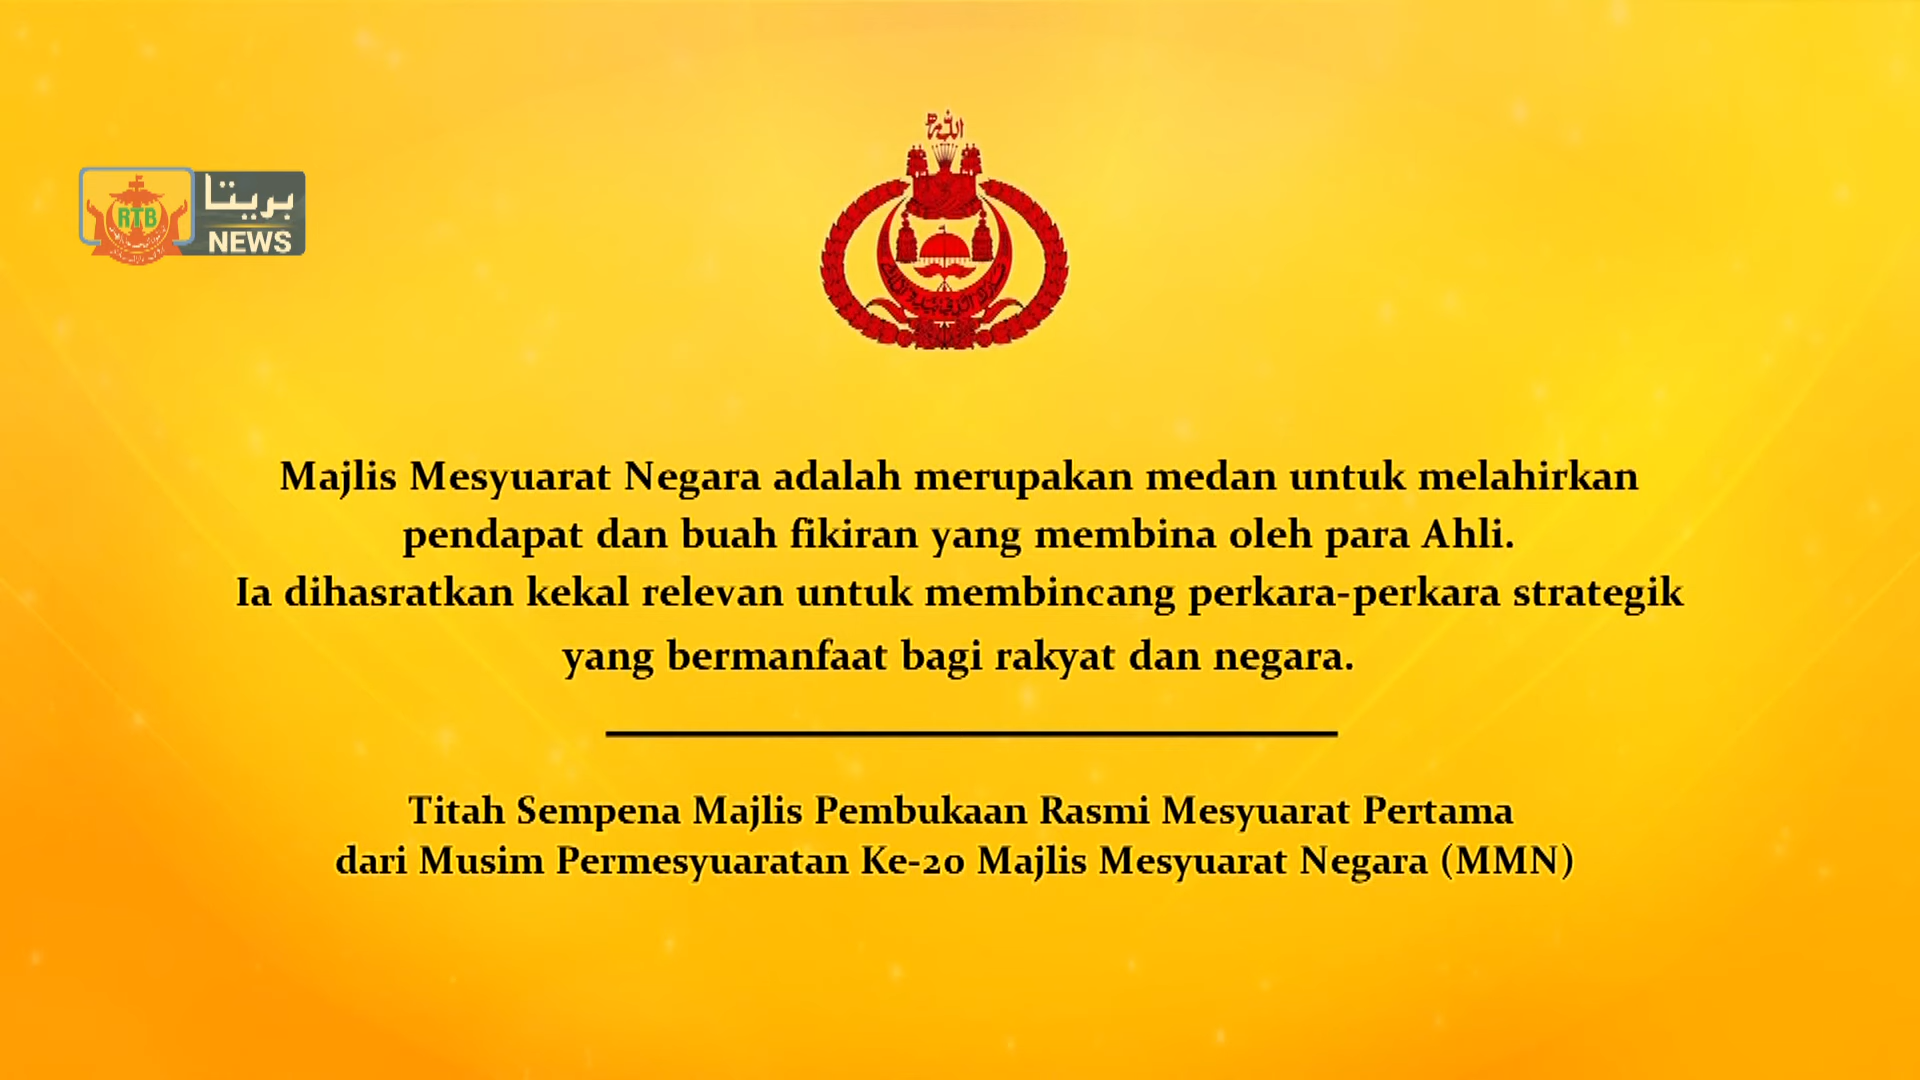 RTB
بريتا
NEWS
Majlis Mesyuarat Negara adalah merupakan medan untuk melahirkan
pendapat dan buah fikiran yang membina oleh para Ahli.
Ia dihasratkan kekal relevan untuk membincang perkara-perkara strategik
yang bermanfaat bagi rakyat dan negara.
Titah Sempena Majlis Pembukaan Rasmi Mesyuarat Pertama
dari Musim Permesyuaratan Ke-20 Majlis Mesyuarat Negara (MMN)